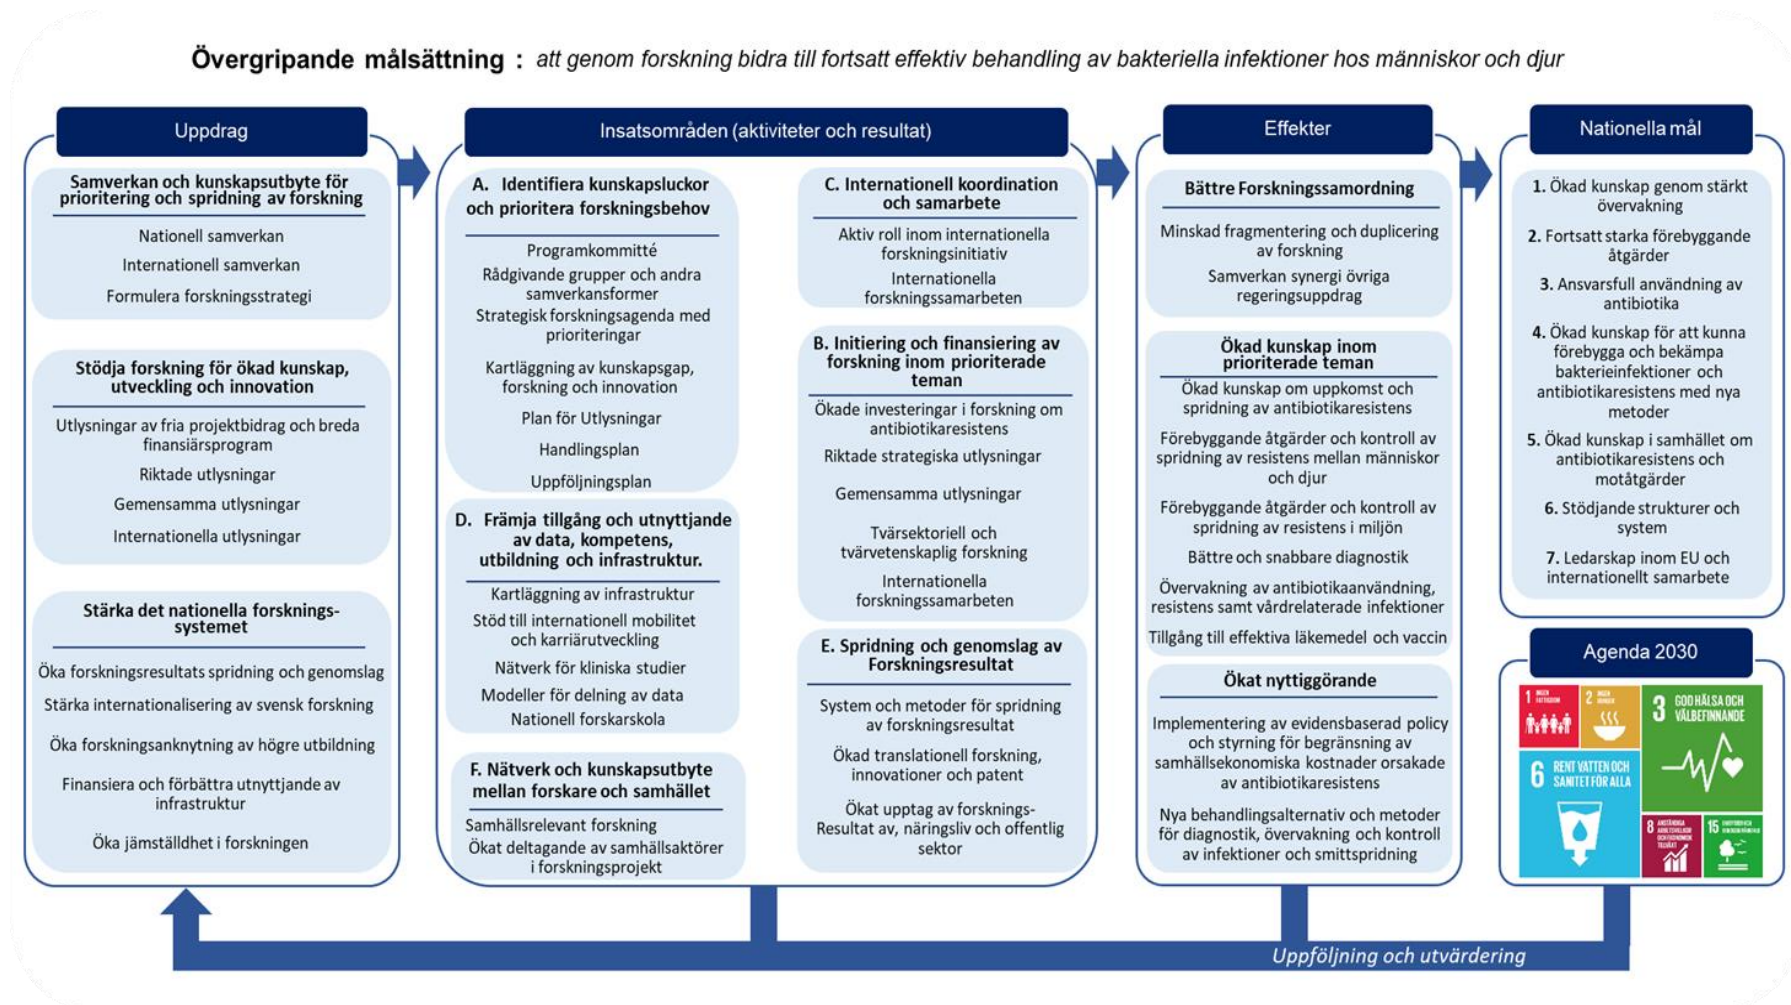 Övergripande målsättning : att genom forskning bidra till fortsatt effektiv behandling av bakteriella infektioner hos människor och djur
Uppdrag
Samverkan och kunskapsutbyte för
prioritering och spridning av forskning
Nationell samverkan
Internationell samverkan
Formulera forskningsstrategi
Stödja forskning för ökad kunskap,
utveckling och innovation
Utlysningar av fria projektbidrag och breda
finansiärsprogram
Riktade utlysningar
Gemensamma utlysningar
Internationella utlysningar
Stärka det nationella forsknings-
systemet
Öka forskningsresultats spridning och genomslag
Stärka internationalisering av svensk forskning
Öka forskningsanknytning av högre utbildning
Finansiera och förbättra utnyttjande av
infrastruktur
Öka jämställdhet i forskningen
Insatsområden (aktiviteter och resultat)
A. Identifiera kunskapsluckor
och prioritera forskningsbehov
Programkommitté
Rådgivande grupper och andra
samverkansformer
Strategisk forskningsagenda med
prioriteringar
Kartläggning av kunskapsgap,
forskning och innovation
Plan för Utlysningar
Handlingsplan
Uppföljningsplan
D. Främja tillgång och utnyttjande
av data, kompetens,
utbildning och infrastruktur.
Kartläggning av infrastruktur
Stöd till internationell mobilitet
och karriärutveckling
Nätverk för kliniska studier
Modeller för delning av data
Nationell forskarskola
F. Nätverk och kunskapsutbyte
mellan forskare och samhället
Samhällsrelevant forskning
Ökat deltagande av samhällsaktörer
i forskningsprojekt
C. Internationell koordination
och samarbete
Aktiv roll inom internationella
forskningsinitiativ
Internationella
forskningssamarbeten
B. Initiering och finansiering av
forskning inom prioriterade
teman
Ökade investeringar i forskning om
antibiotikaresistens
Riktade strategiska utlysningar
Gemensamma utlysningar
Tvärsektoriell och
tvärvetenskaplig forskning
Internationella
forskningssamarbeten
E. Spridning och genomslag av
Forskningsresultat
System och metoder för spridning
av forskningsresultat
Ökad translationell forskning,
innovationer och patent
Ökat upptag av forsknings-
Resultat av, näringsliv och offentlig
sektor
Effekter
Bättre Forskningssamordning
Minskad fragmentering och duplicering
av forskning
Samverkan synergi övriga
regeringsuppdrag
Ökad kunskap inom
prioriterade teman
Ökad kunskap om uppkomst och
spridning av antibiotikaresistens
Förebyggande åtgärder och kontroll av
spridning av resistens mellan människor
och djur
Förebyggande åtgärder och kontroll av
spridning av resistens i miljön
Bättre och snabbare diagnostik
Övervakning av antibiotikaanvändning,
resistens samt vårdrelaterade infektioner
Tillgång till effektiva läkemedel och vaccin
Ökat nyttiggörande
Implementering av evidensbaserad policy
och styrning för begränsning av
samhällsekonomiska kostnader orsakade
av antibiotikaresistens
Nya behandlingsalternativ och metoder
för diagnostik, övervakning och kontroll
av infektioner och smittspridning
Nationella mål
1. Ökad kunskap genom stärkt
övervakning
2. Fortsatt starka förebyggande
åtgärder
3. Ansvarsfull användning av
antibiotika
4. Ökad kunskap för att kunna
förebygga och bekämpa
bakterieinfektioner och
antibiotikaresistens med nya
metoder
5. Ökad kunskap i samhället om
antibiotikaresistens och
motåtgärder
6. Stödjande strukturer och
system
7. Ledarskap inom EU och
internationellt samarbete
Agenda 2030
1 INGEN
FATTIGDOM
2 INGEN
HUNGER
3 GOD HÄLSA OCH
VÄLBEFINNANDE
6 RENT VATTEN OCH
SANITET FÖR ALLA
8 ANSTÄNDIGA
ARBETSVILLKOR
OCH EKONOMISK
TILLVÄXT
15
Uppföljning och utvärdering